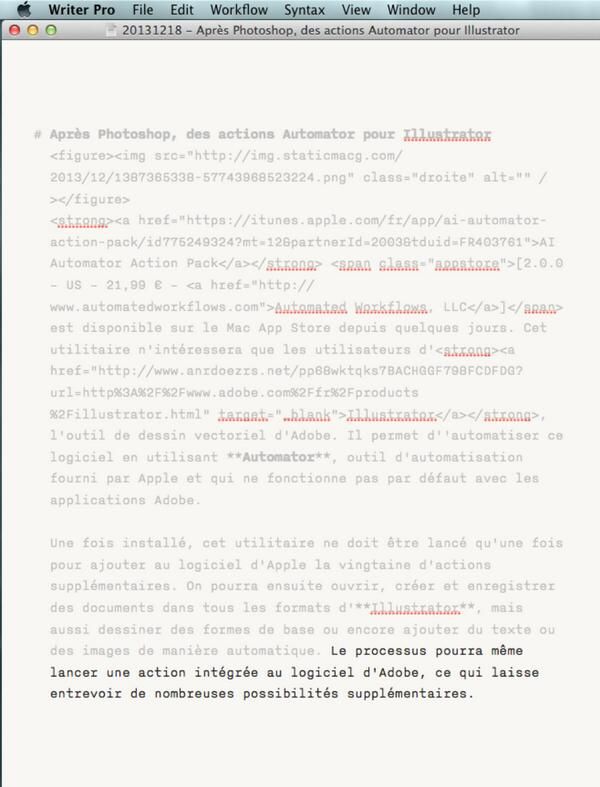 Writer Pro File Edit Workflow Syntax View Window Help
20131218 – Après Photoshop, des actions Automator pour Illustrator
# Après Photoshop, des actions Automator pour Illustrator
<figure><img src="http://img.staticmacg.com/
2013/12/1387365338-57743968523224.png" class="droite" alt="" /
></figure>
<strong><a href="https://itunes.apple.com/fr/app/ai-automator-
action-pack/id775249324?mt=12&partnerId=2003&tduid=FR403761">AI
Automator Action Pack</a></strong> <span class="appstore">[2.0.0
– US – 21,99 € – <a href="http://
www.automatedworkflows.com">Automated Workflows, LLC</a>]</span>
est disponible sur le Mac App Store depuis quelques jours. Cet
utilitaire n'intéressera que les utilisateurs d'<strong><a
href="http://www.anrdoezrs.net/pp68wktqks7BACHGGF798FCDFDG?
url=http%3A%2F%2Fwww.adobe.com%2Ffr%2Fproducts
%2Fillustrator.html" target="_blank">Illustrator</a></strong>,
l'outil de dessin vectoriel d'Adobe. Il permet d''automatiser ce
logiciel en utilisant **Automator**, outil d'automatisation
fourni par Apple et qui ne fonctionne pas par défaut avec les
applications Adobe.
Une fois installé, cet utilitaire ne doit être lancé qu'une fois
pour ajouter au logiciel d'Apple la vingtaine d'actions
supplémentaires. On pourra ensuite ouvrir, créer et enregistrer
des documents dans tous les formats d'**Illustrator**, mais
aussi dessiner des formes de base ou encore ajouter du texte ou
des images de manière automatique. Le processus pourra même
lancer une action intégrée au logiciel d'Adobe, ce qui laisse
entrevoir de nombreuses possibilités supplémentaires.